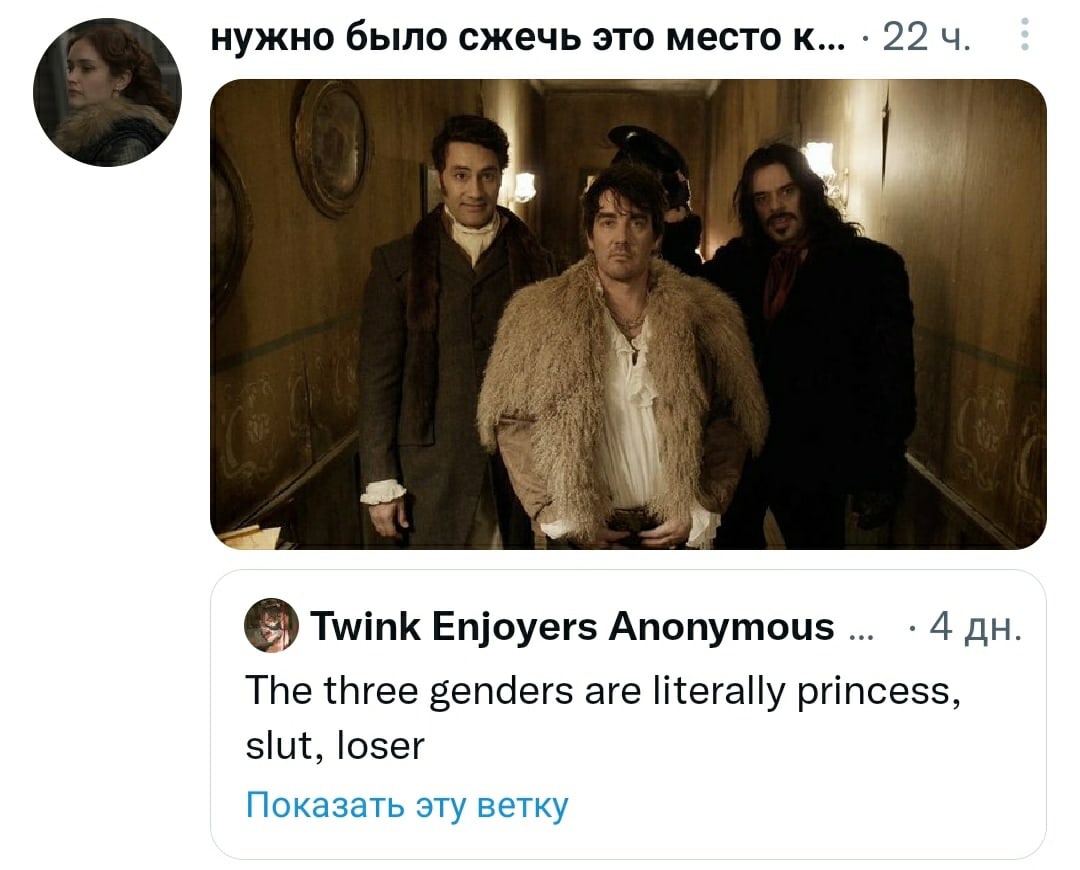 нужно было сжечь это место к... · 22 ч.
Twink Enjoyers Anonymous ... · 4 дн.
The three genders are literally princess,
slut, loser
Показать эту ветку